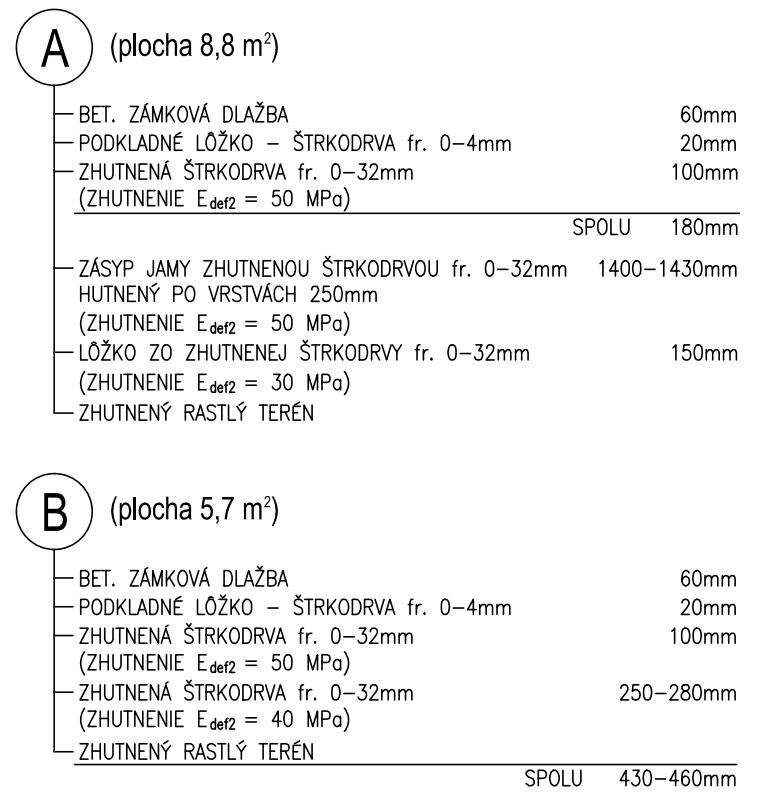 A (plocha 8,8 m²)
BET. ZÁMKOVÁ DLAŽBA 60mm
PODKLADNÉ LÔŽKO – ŠTRKODRVA fr. 0–4mm 20mm
ZHUTNENÁ ŠTRKODRVA fr. 0–32mm 100mm
(ZHUTNENIE Edef2 = 50 MPa)
SPOLU 180mm
ZÁSYP JAMY ZHUTNENOU ŠTRKODRVOU fr. 0–32mm 1400–1430mm
HUTNENÝ PO VRSTVÁCH 250mm
(ZHUTNENIE Edef2 = 50 MPa)
LÔŽKO ZO ZHUTNENEJ ŠTRKODRVY fr. 0–32mm 150mm
(ZHUTNENIE Edef2 = 30 MPa)
ZHUTNENÝ RASTLÝ TERÉN
B (plocha 5,7 m²)
BET. ZÁMKOVÁ DLAŽBA 60mm
PODKLADNÉ LÔŽKO – ŠTRKODRVA fr. 0–4mm 20mm
ZHUTNENÁ ŠTRKODRVA fr. 0–32mm 100mm
(ZHUTNENIE Edef2 = 50 MPa)
ZHUTNENÁ ŠTRKODRVA fr. 0–32mm 250–280mm
(ZHUTNENIE Edef2 = 40 MPa)
ZHUTNENÝ RASTLÝ TERÉN
SPOLU 430–460mm